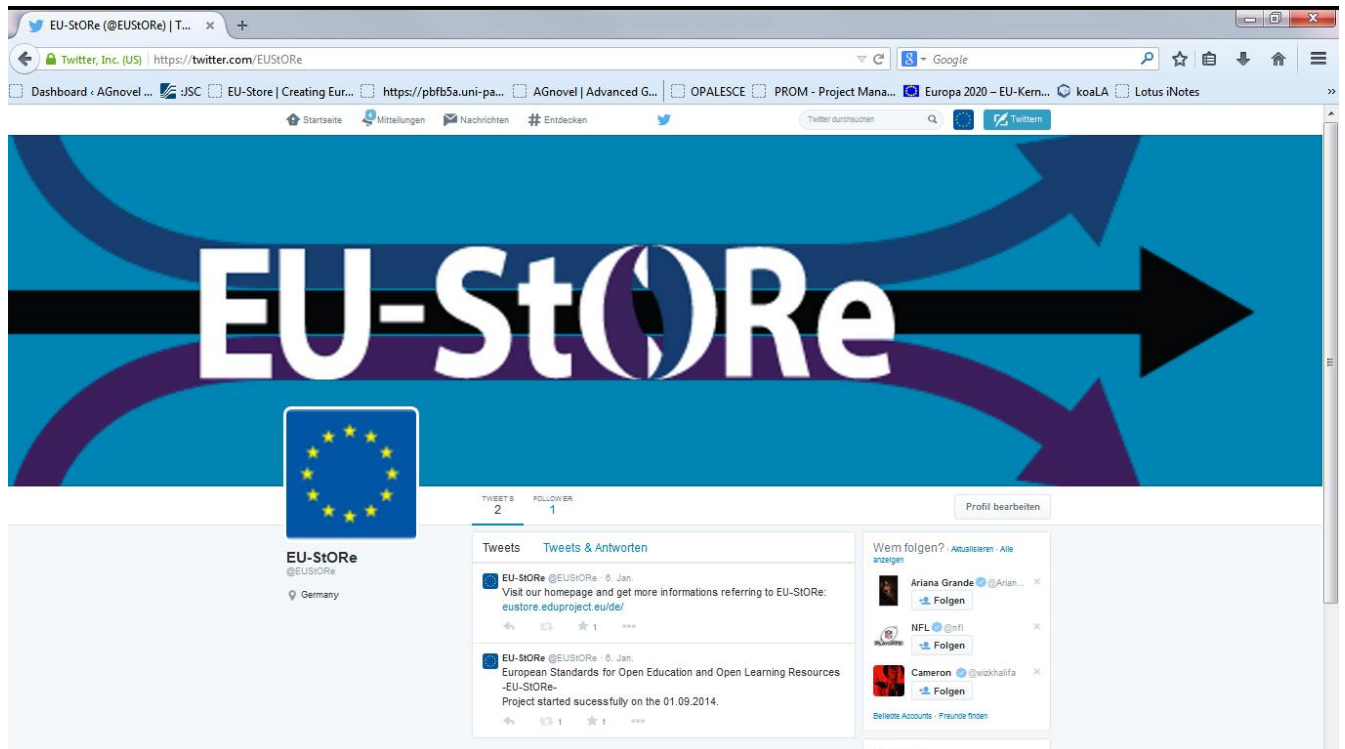 EU-StORe (@EUStORe) | T... × +
Twitter, Inc. (US) https://twitter.com/EUStORe Google
Dashboard ‹ AGnovel ... :JSC EU-Store | Creating Eur... https://pbfb5a.uni-pa... AGnovel | Advanced G... OPALESCE PROM - Project Mana... Europa 2020 – EU-Kern... koaLA Lotus iNotes »
Startseite Mitteilungen Nachrichten # Entdecken Twitter durchsuchen Twittern
EU-StORe
TWEETS FOLLOWER
2 1
Profil bearbeiten
EU-StORe
@EUStORe
Germany
Tweets Tweets & Antworten
EU-StORe @EUStORe · 6. Jan.
Visit our homepage and get more informations referring to EU-StORe:
eustore.eduproject.eu/de/
1
EU-StORe @EUStORe · 6. Jan.
European Standards for Open Education and Open Learning Resources
-EU-StORe-
Project started sucessfully on the 01.09.2014.
1 1
Wem folgen? · Aktualisieren · Alle
anzeigen
Ariana Grande @Arian... ×
Folgen
NFL @nfl ×
Folgen
Cameron @wizkhalifa ×
Folgen
Beliebte Accounts · Freunde finden